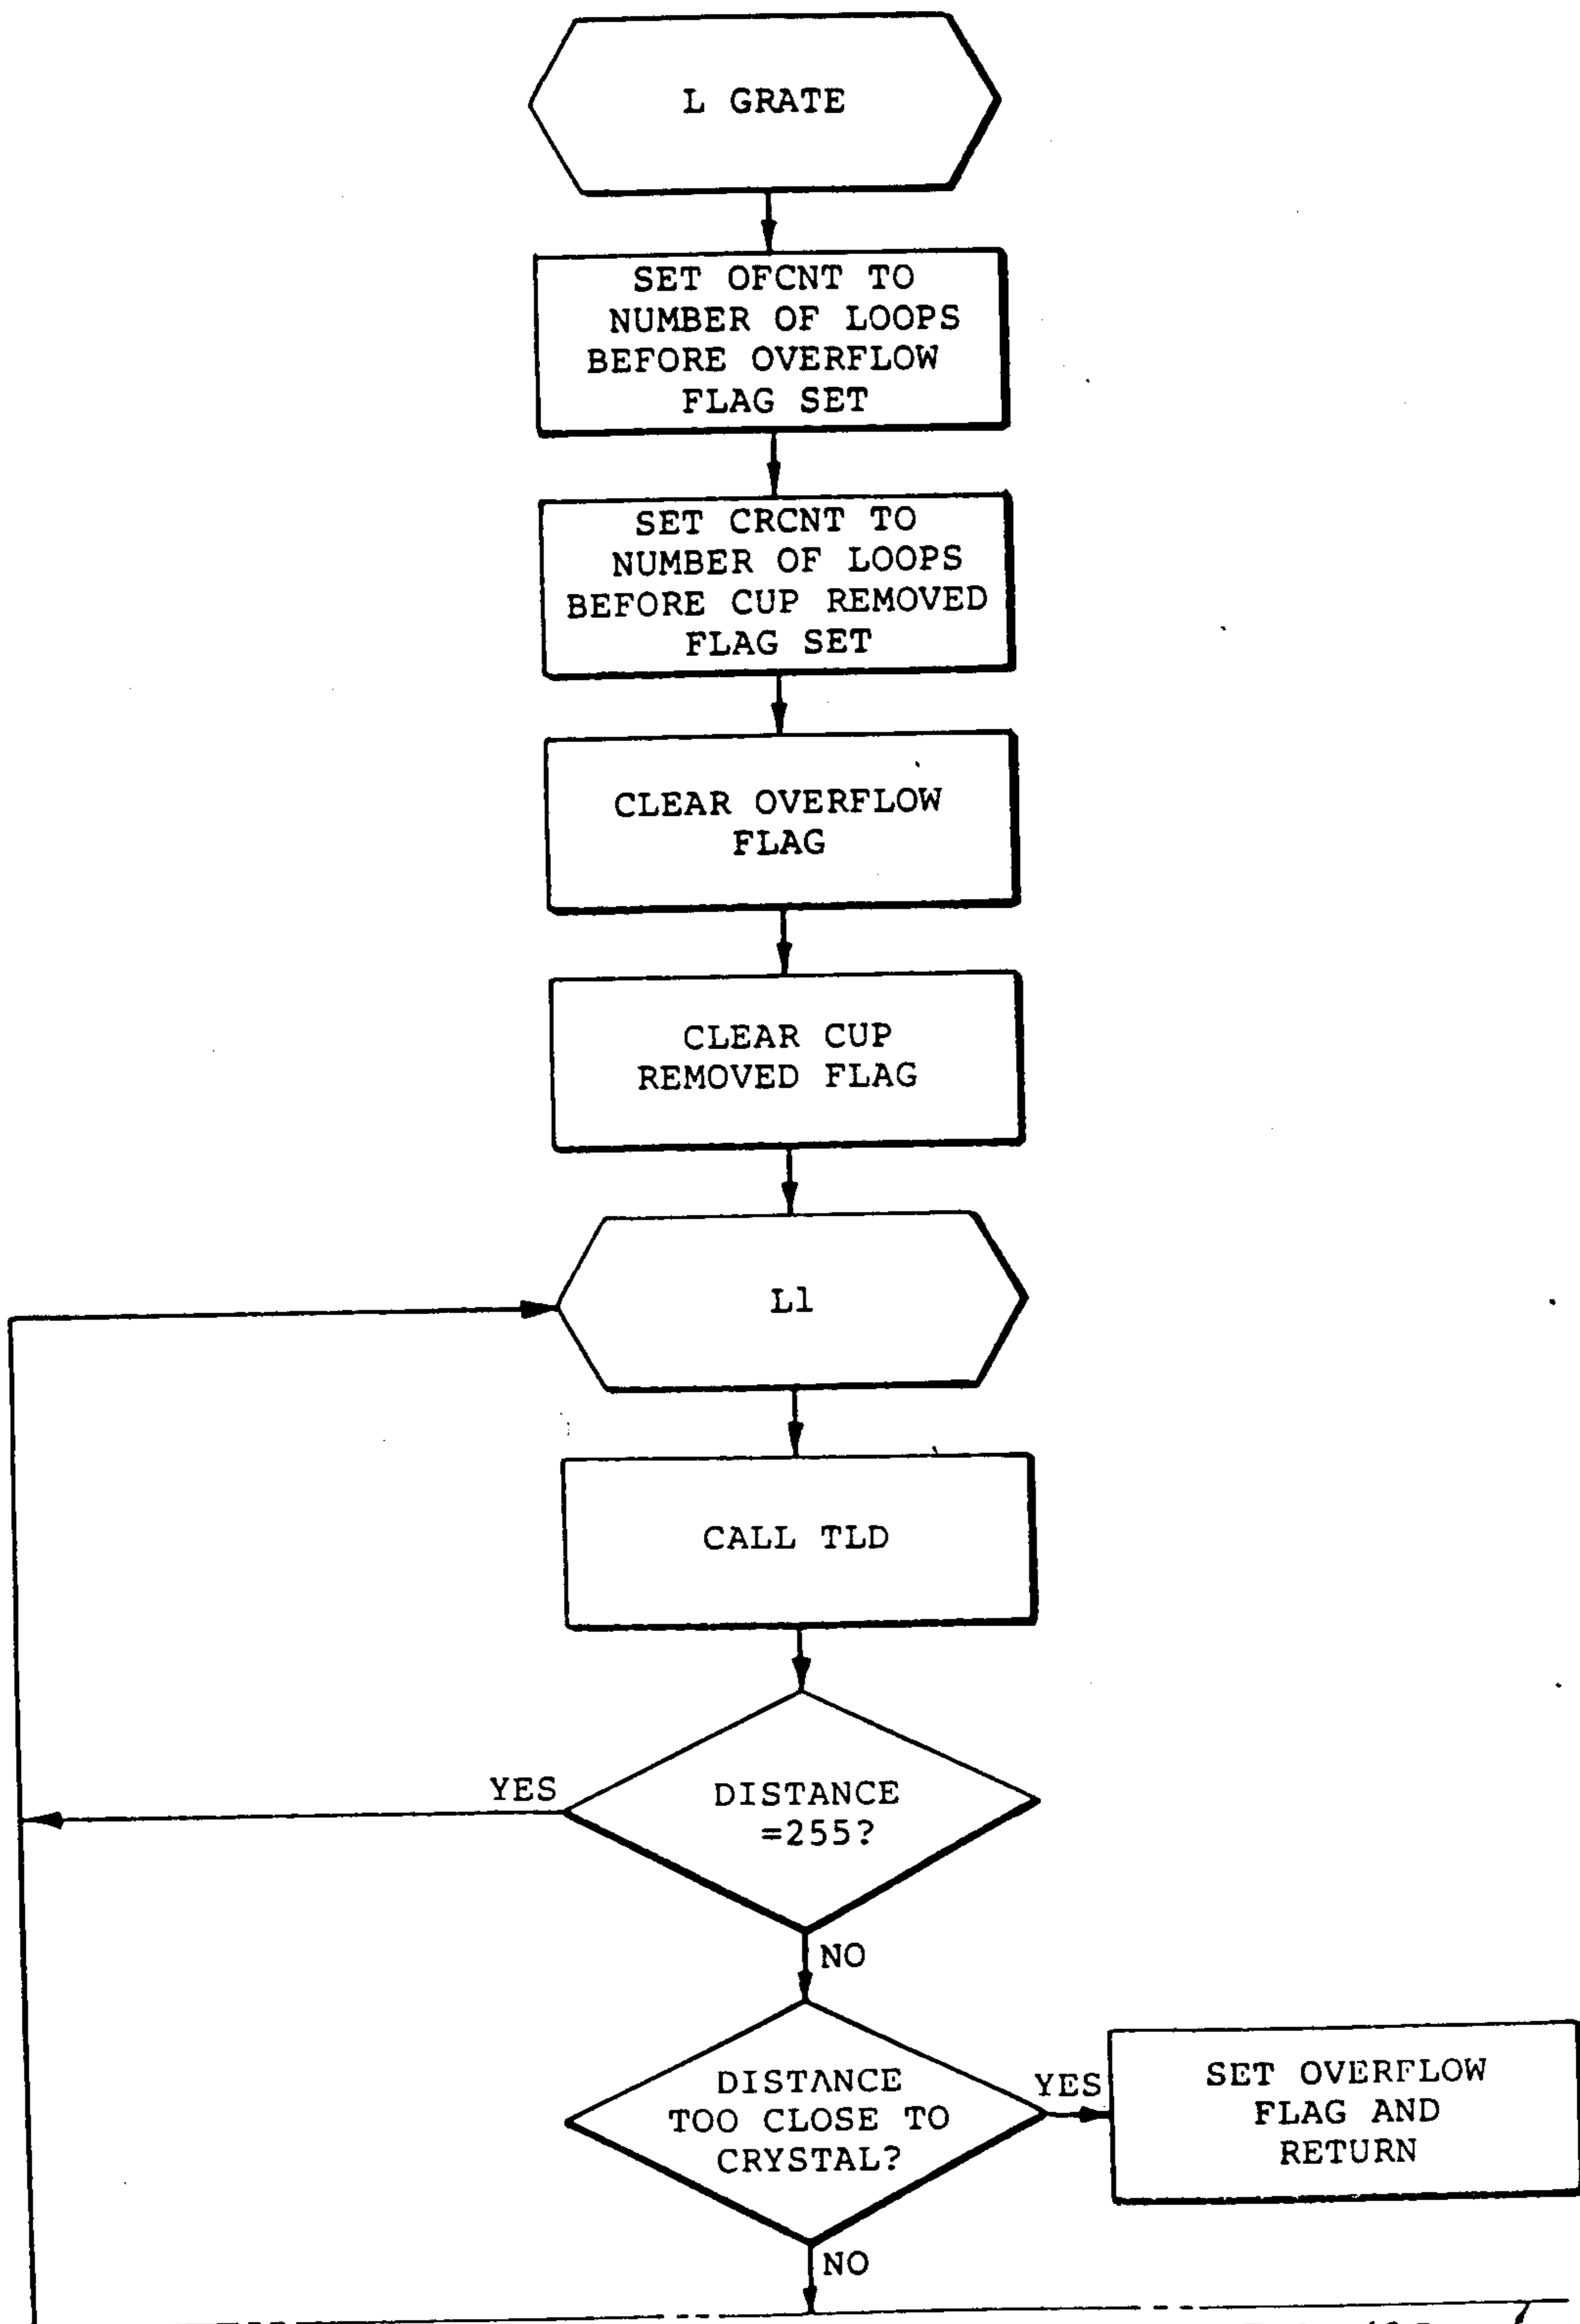 L GRATE
SET OFCNT TO
NUMBER OF LOOPS
BEFORE OVERFLOW
FLAG SET
SET CRCNT TO
NUMBER OF LOOPS
BEFORE CUP REMOVED
FLAG SET
CLEAR OVERFLOW
FLAG
CLEAR CUP
REMOVED FLAG
L1
CALL TLD
YES
DISTANCE
=255?
NO
DISTANCE
TOO CLOSE TO
CRYSTAL?
YES
SET OVERFLOW
FLAG AND
RETURN
NO